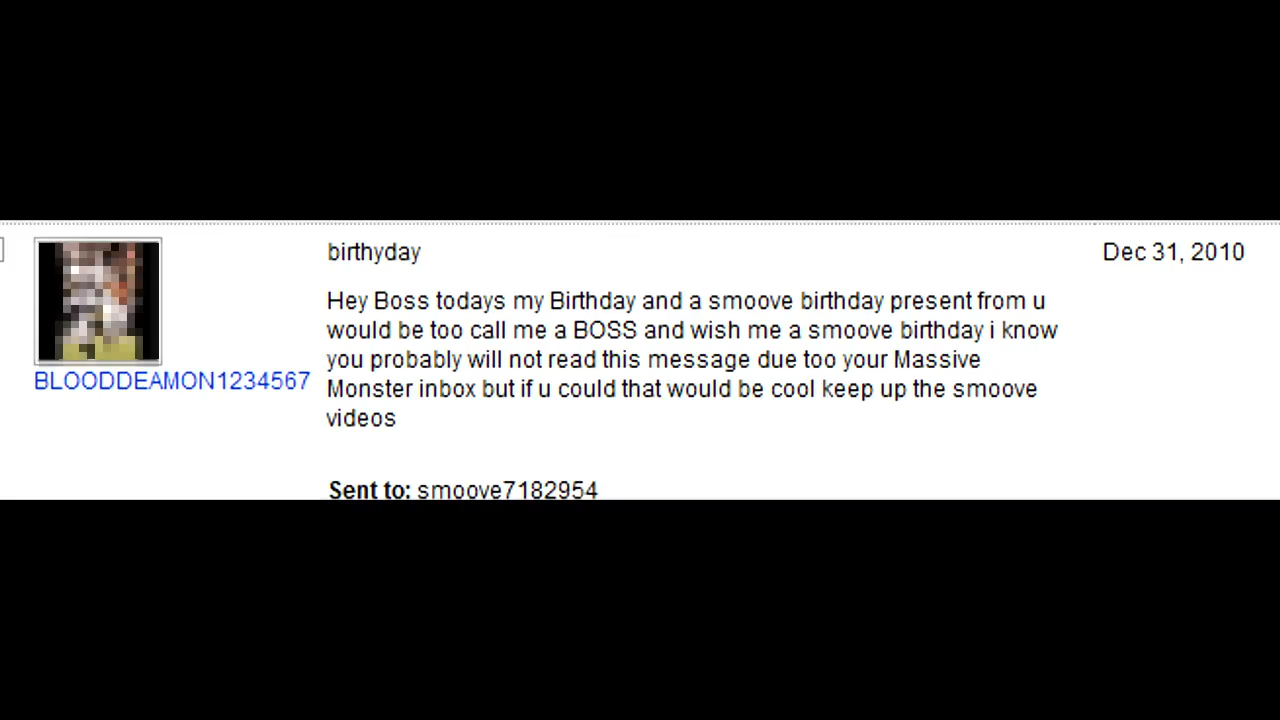 birthyday
Dec 31, 2010
Hey Boss todays my Birthday and a smoove birthday present from u
would be too call me a BOSS and wish me a smoove birthday i know
you probably will not read this message due too your Massive
Monster inbox but if u could that would be cool keep up the smoove
videos
BLOODDEAMON1234567
Sent to: smoove7182954